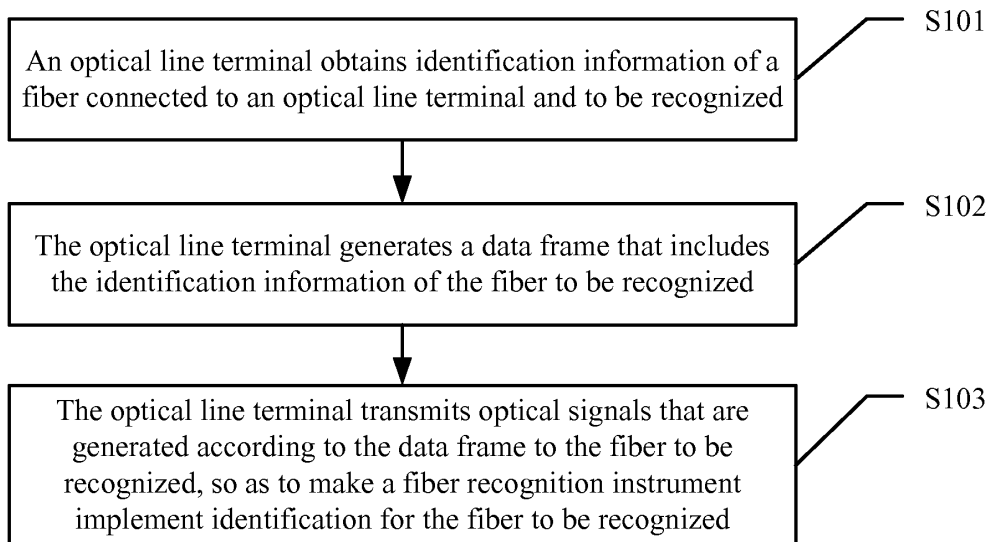 S101
An optical line terminal obtains identification information of a
fiber connected to an optical line terminal and to be recognized
S102
The optical line terminal generates a data frame that includes
the identification information of the fiber to be recognized
S103
The optical line terminal transmits optical signals that are
generated according to the data frame to the fiber to be
recognized, so as to make a fiber recognition instrument
implement identification for the fiber to be recognized